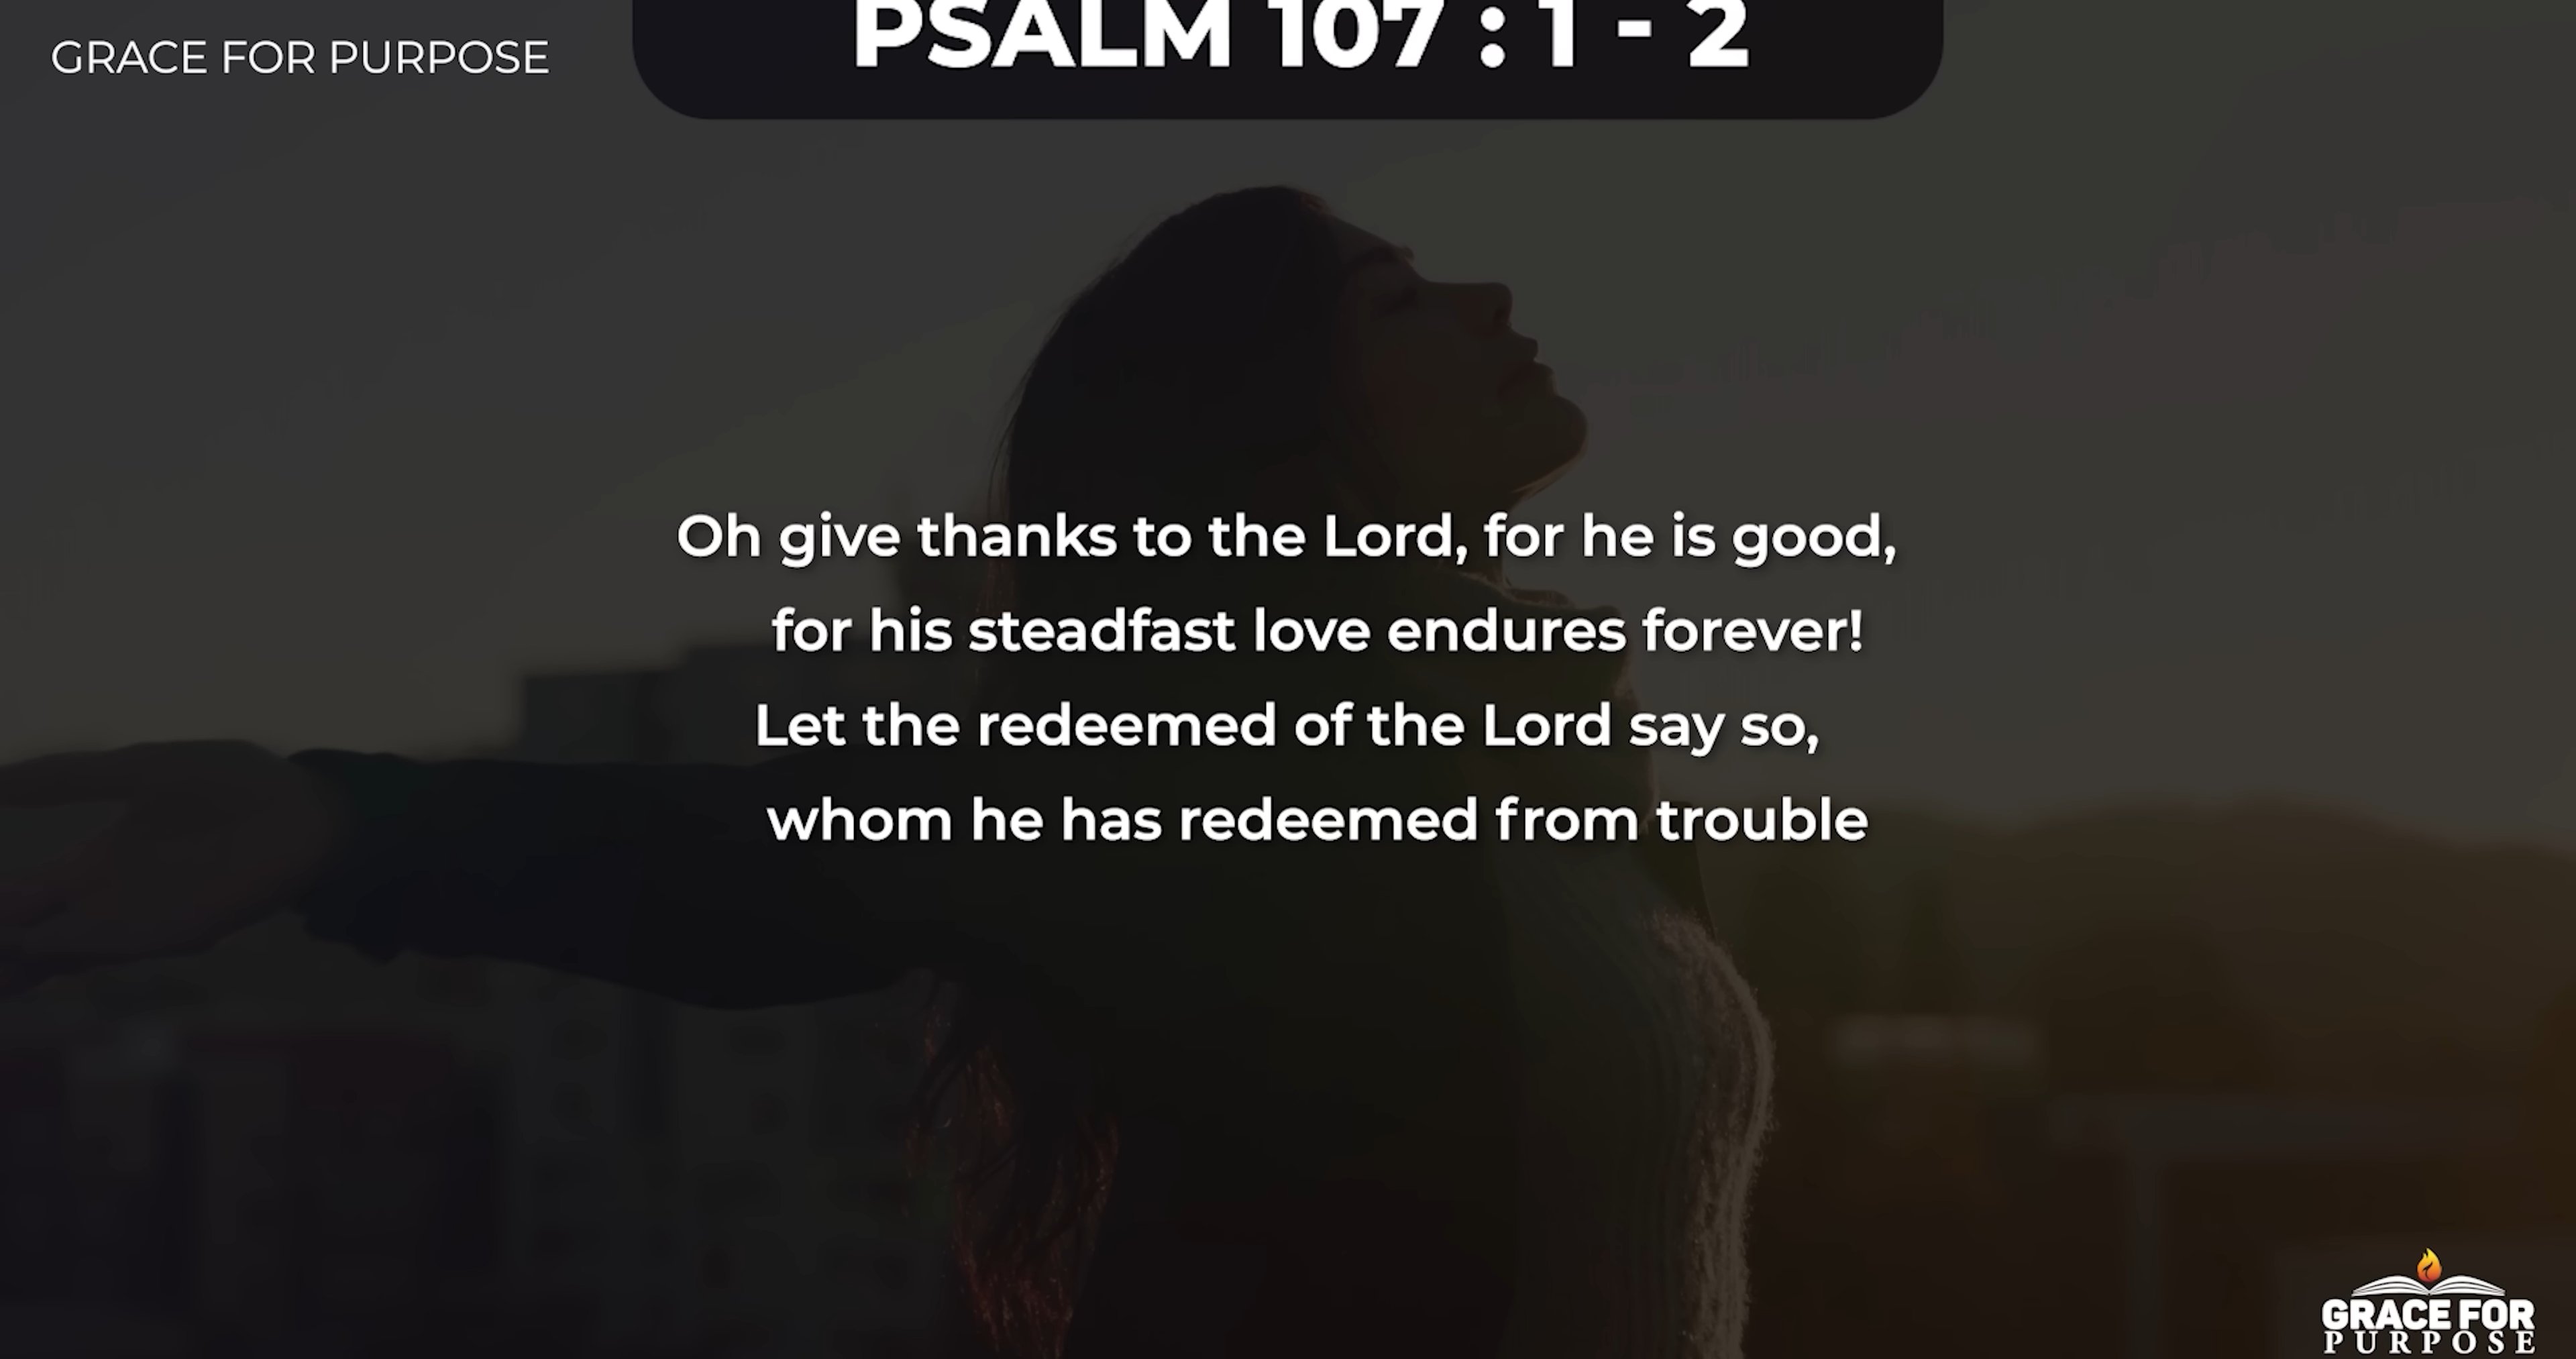 GRACE FOR PURPOSE
PSALM 107 : 1 - 2
Oh give thanks to the Lord, for he is good,
for his steadfast love endures forever!
Let the redeemed of the Lord say so,
whom he has redeemed from trouble
GRACE FOR
PURPOSE